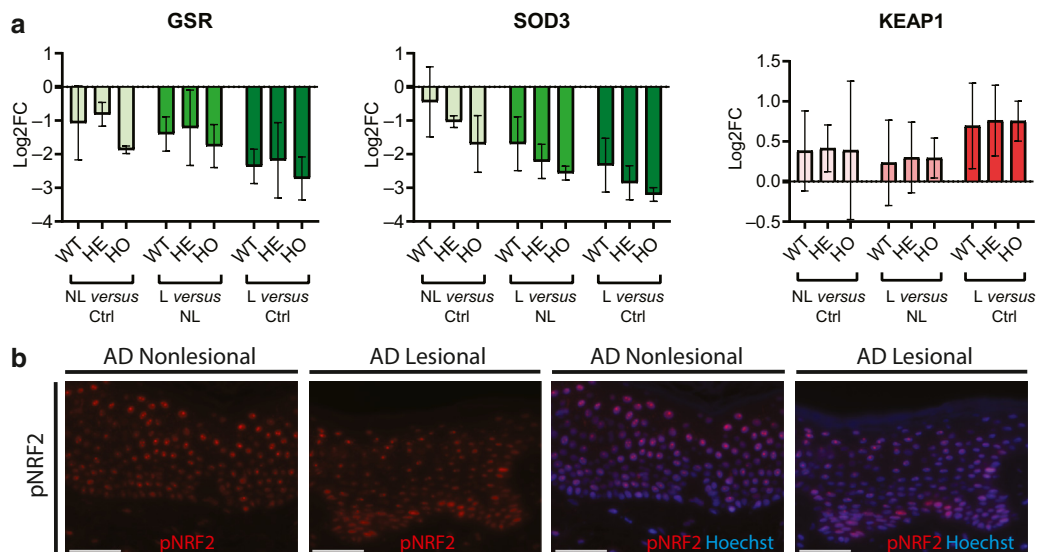 a
GSR
SOD3
KEAP1
Log2FC
1
0
–1
–2
–3
–4
WT HE HO WT HE HO WT HE HO
NL versus Ctrl
L versus NL
L versus Ctrl
Log2FC
1
0
–1
–2
–3
–4
WT HE HO WT HE HO WT HE HO
NL versus Ctrl
L versus NL
L versus Ctrl
Log2FC
1.5
1.0
0.5
0.0
–0.5
WT HE HO WT HE HO WT HE HO
NL versus Ctrl
L versus NL
L versus Ctrl
b
AD Nonlesional
AD Lesional
AD Nonlesional
AD Lesional
pNRF2
pNRF2
pNRF2
pNRF2 Hoechst
pNRF2 Hoechst